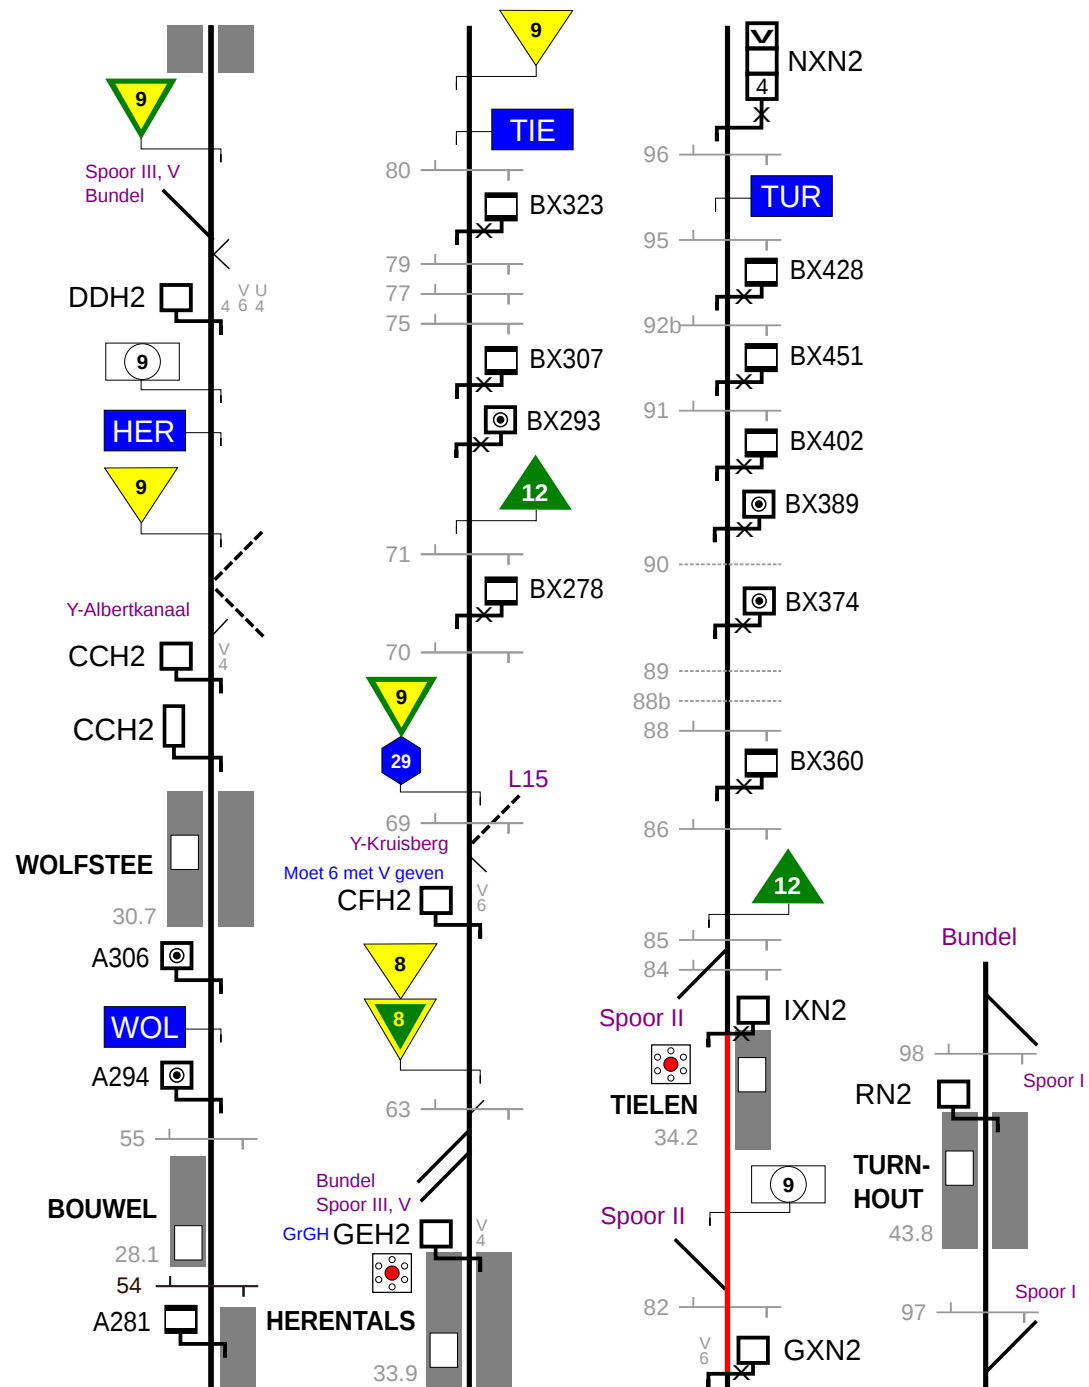 9
Spoor III, V
Bundel
DDH2
4
V
6
U
4
9
HER
9
Y-Albertkanaal
CCH2
V
4
CCH2
WOLFSTEE
30.7
A306
WOL
A294
55
BOUWEL
28.1
54
A281
9
TIE
80
BX323
79
77
75
BX307
BX293
12
71
BX278
70
9
29
L15
69
Y-Kruisberg
Moet 6 met V geven
CFH2
V
6
8
8
63
Bundel
Spoor III, V
GrGH GEH2
V
4
HERENTALS
33.9
V
NXN2
4
96
TUR
95
BX428
92b
BX451
91
BX402
BX389
90
BX374
89
88b
88
BX360
86
12
85
84
Spoor II
IXN2
TIELEN
34.2
9
Spoor II
82
V
6
GXN2
Bundel
98
Spoor I
RN2
TURN-
HOUT
43.8
Spoor I
97